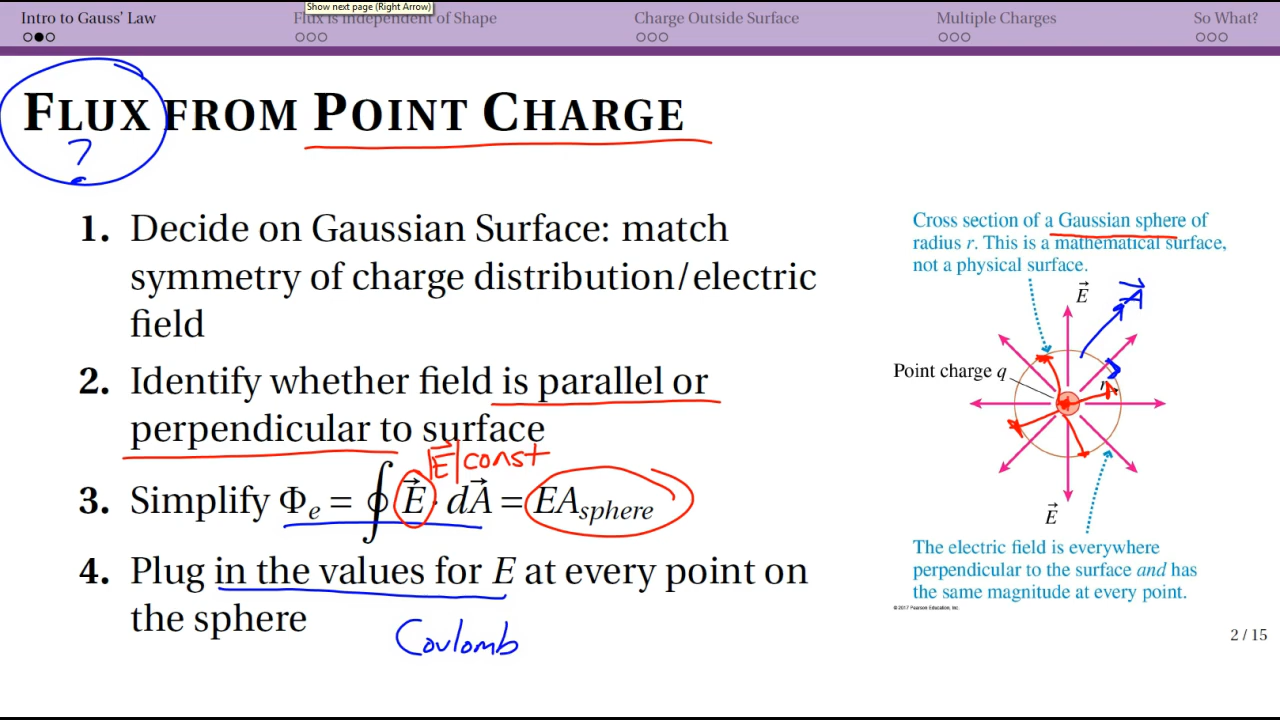 Show next page (Right Arrow)
Intro to Gauss' Law
Flux is Independent of Shape
Charge Outside Surface
Multiple Charges
So What?
FLUX FROM POINT CHARGE
?
1. Decide on Gaussian Surface: match
symmetry of charge distribution/electric
field
2. Identify whether field is parallel or
perpendicular to surface
|E⃗| const
3. Simplify Φe = ∮ E⃗ · dA⃗ = EAsphere
4. Plug in the values for E at every point on
the sphere
Coulomb
Cross section of a Gaussian sphere of
radius r. This is a mathematical surface,
not a physical surface.
E⃗
A⃗
Point charge q
r
E⃗
The electric field is everywhere
perpendicular to the surface and has
the same magnitude at every point.
© 2017 Pearson Education, Inc.
2 / 15